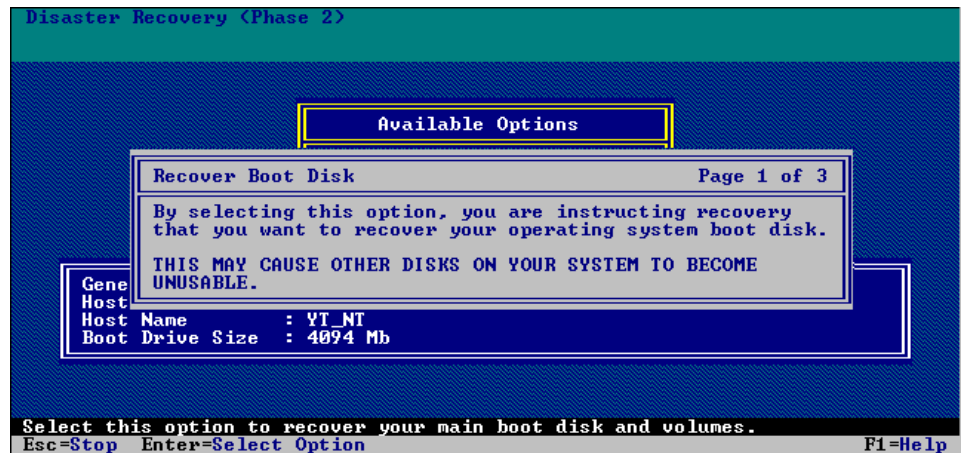 Disaster Recovery (Phase 2)
Available Options
Recover Boot Disk Page 1 of 3
By selecting this option, you are instructing recovery
that you want to recover your operating system boot disk.
THIS MAY CAUSE OTHER DISKS ON YOUR SYSTEM TO BECOME
UNUSABLE.
Gene
Host
Host Name : YT_NT
Boot Drive Size : 4094 Mb
Select this option to recover your main boot disk and volumes.
Esc=Stop Enter=Select Option F1=Help